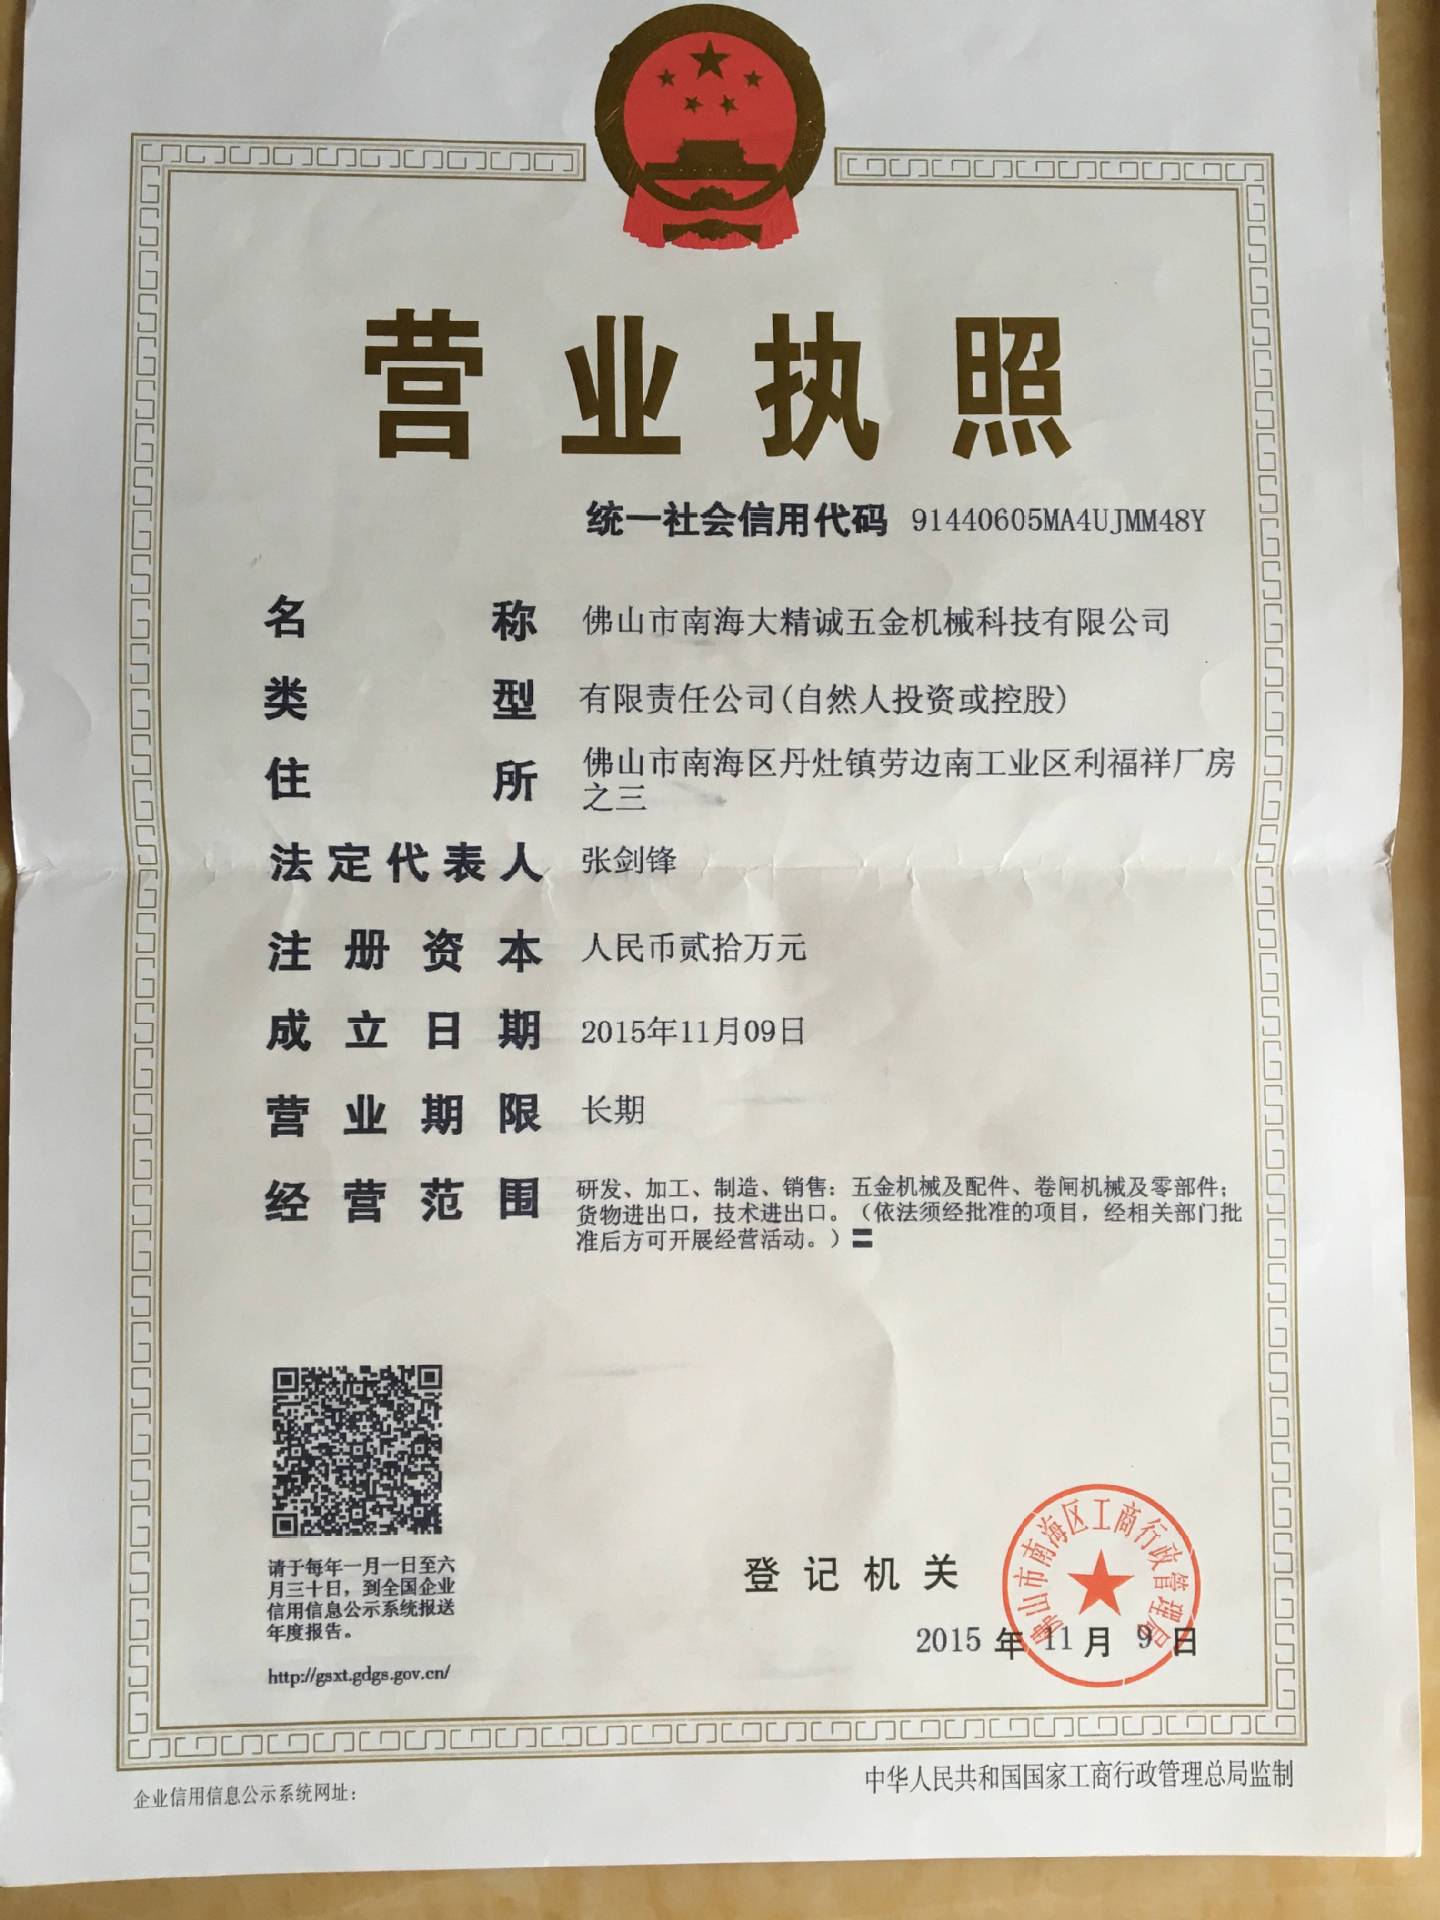 营业执照
统一社会信用代码 91440605MA4UJMM48Y
名称 佛山市南海大精诚五金机械科技有限公司
类型 有限责任公司(自然人投资或控股)
住所 佛山市南海区丹灶镇劳边南工业区利福祥厂房
之三
法定代表人 张剑锋
注册资本 人民币贰拾万元
成立日期 2015年11月09日
营业期限 长期
经营范围 研发、加工、制造、销售：五金机械及配件、卷闸机械及零部件；
货物进出口，技术进出口。（依法须经批准的项目，经相关部门批
准后方可开展经营活动。）〓
请于每年一月一日至六
月三十日，到全国企业
信用信息公示系统报送
年度报告。
http://gsxt.gdgs.gov.cn/
登记机关
佛山市南海区工商行政管理局
2015年11月9日
企业信用信息公示系统网址：
中华人民共和国国家工商行政管理总局监制